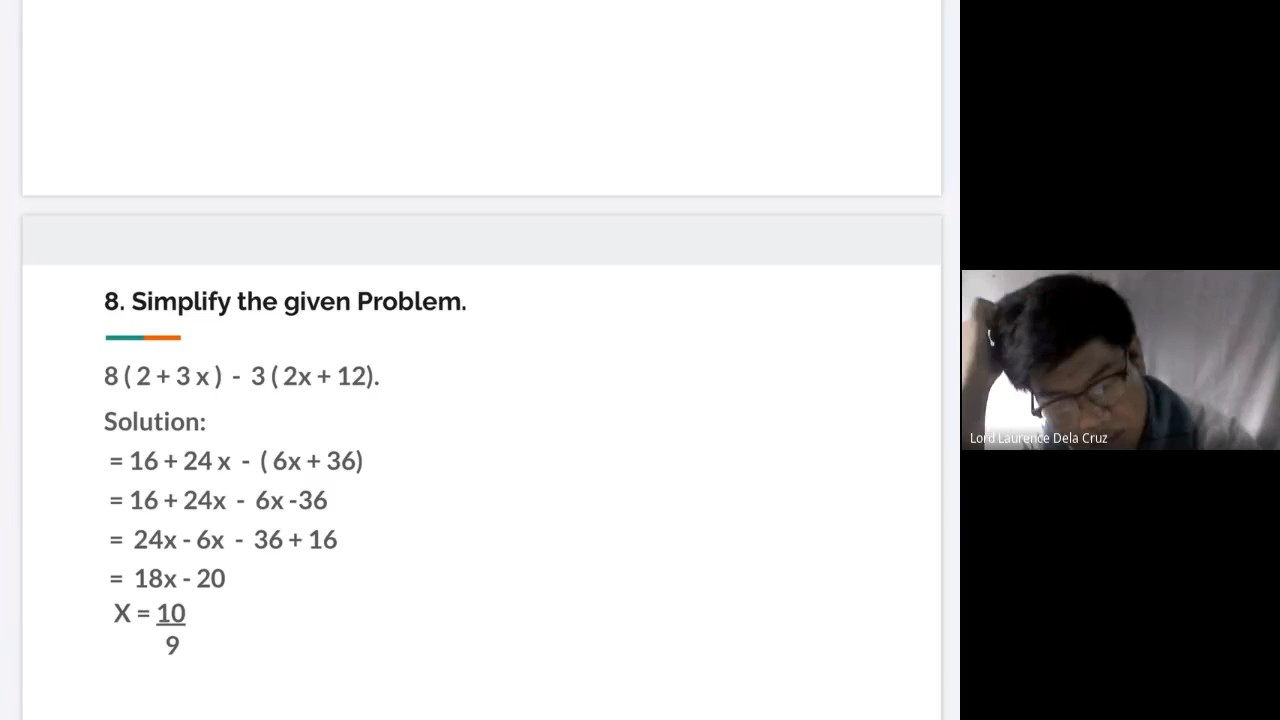 8. Simplify the given Problem.
8 ( 2 + 3 x ) - 3 ( 2x + 12).
Solution:
= 16 + 24 x - ( 6x + 36)
= 16 + 24x - 6x -36
= 24x - 6x - 36 + 16
= 18x - 20
X = 10
9
Lord Laurence Dela Cruz